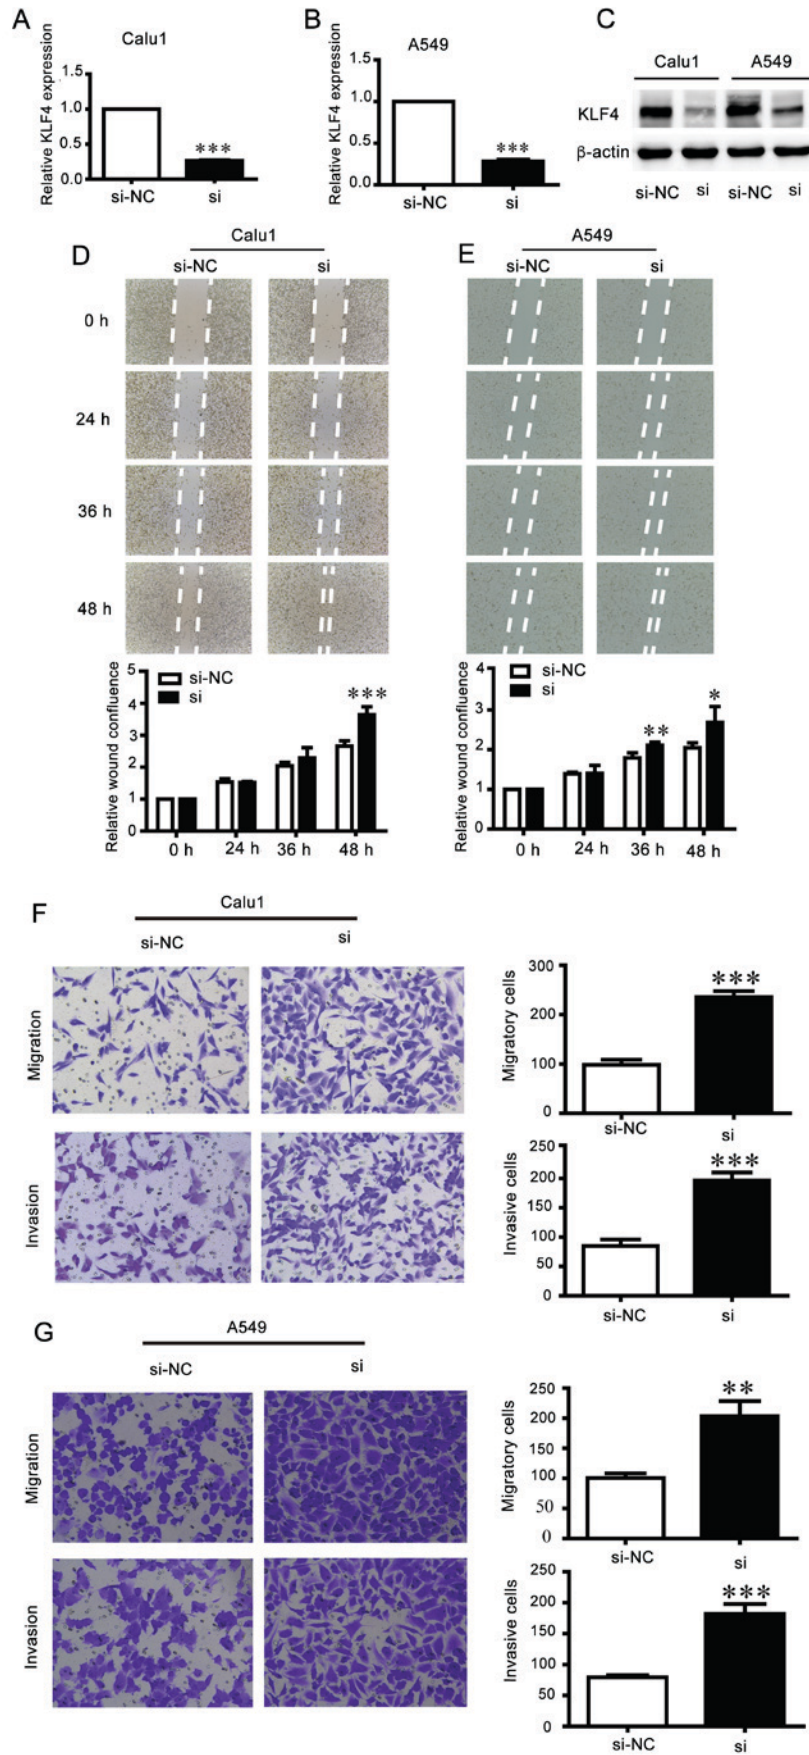 A
Calu1
Relative KLF4 expression
1.5
1.0
0.5
0.0
***
si-NC
si
B
A549
Relative KLF4 expression
1.5
1.0
0.5
0.0
***
si-NC
si
C
Calu1
A549
KLF4
β-actin
si-NC si si-NC si
D
Calu1
si-NC
si
0 h
24 h
36 h
48 h
Relative wound confluence
5
4
3
2
1
0
si-NC
si
***
0 h 24 h 36 h 48 h
E
A549
si-NC
si
Relative wound confluence
4
3
2
1
0
si-NC
si
**
*
0 h 24 h 36 h 48 h
F
Calu1
si-NC
si
Migration
Invasion
Migratory cells
300
200
100
0
***
si-NC
si
Invasive cells
250
200
150
100
50
0
***
si-NC
si
G
A549
si-NC
si
Migration
Invasion
Migratory cells
250
200
150
100
50
0
**
si-NC
si
Invasive cells
200
150
100
50
0
***
si-NC
si